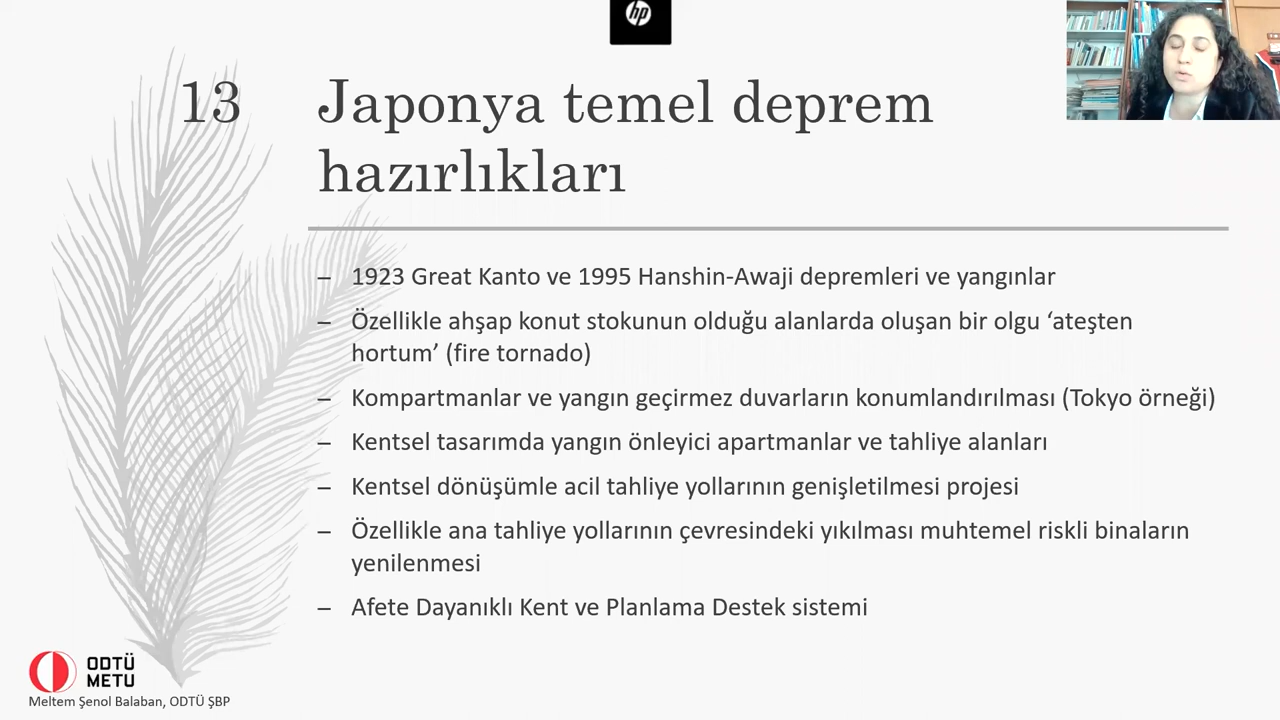 hp
13
Japonya temel deprem
hazırlıkları
– 1923 Great Kanto ve 1995 Hanshin-Awaji depremleri ve yangınlar
– Özellikle ahşap konut stokunun olduğu alanlarda oluşan bir olgu ‘ateşten
hortum’ (fire tornado)
– Kompartmanlar ve yangın geçirmez duvarların konumlandırılması (Tokyo örneği)
– Kentsel tasarımda yangın önleyici apartmanlar ve tahliye alanları
– Kentsel dönüşümle acil tahliye yollarının genişletilmesi projesi
– Özellikle ana tahliye yollarının çevresindeki yıkılması muhtemel riskli binaların
yenilenmesi
– Afete Dayanıklı Kent ve Planlama Destek sistemi
ODTÜ
METU
Meltem Şenol Balaban, ODTÜ ŞBP